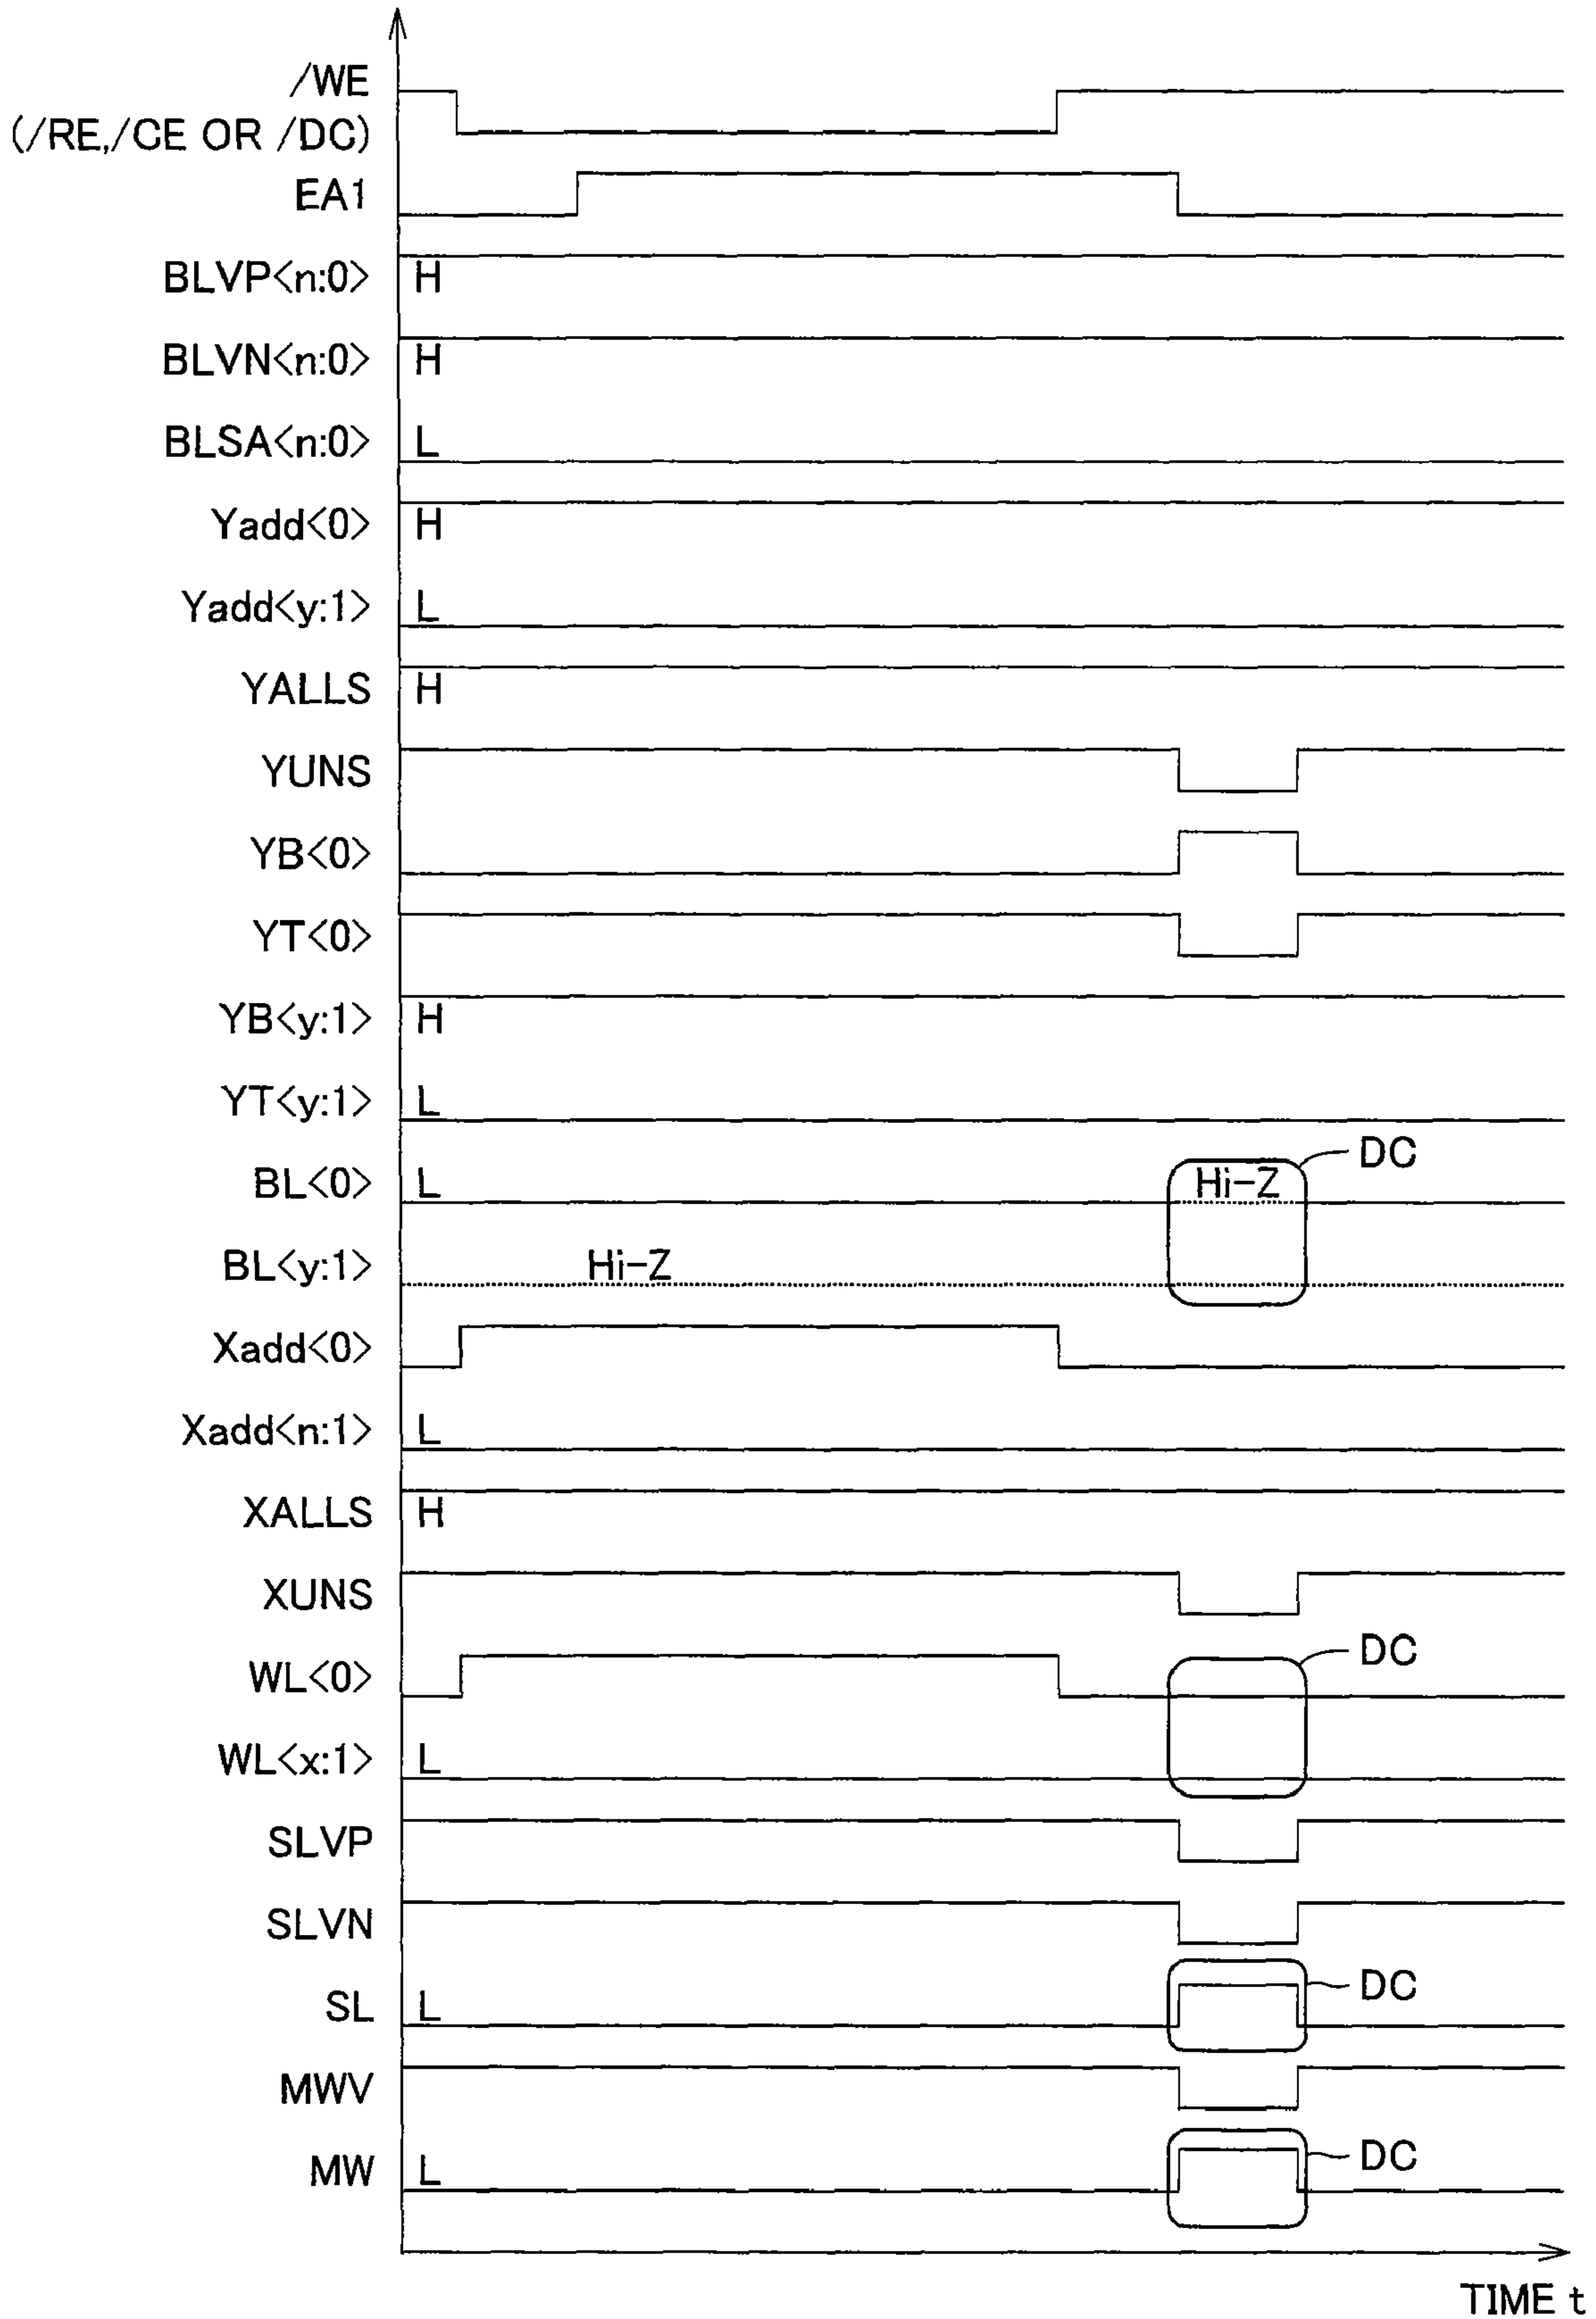 /WE
(/RE,/CE OR /DC)
EA1
BLVP<n:0> H
BLVN<n:0> H
BLSA<n:0> L
Yadd<0> H
Yadd<y:1> L
YALLS H
YUNS
YB<0>
YT<0>
YB<y:1> H
YT<y:1> L
DC
BL<0> L Hi-Z
BL<y:1> Hi-Z
Xadd<0>
Xadd<n:1> L
XALLS H
XUNS
WL<0> DC
WL<x:1> L
SLVP
SLVN
SL L DC
MWV
MW L DC
TIME t